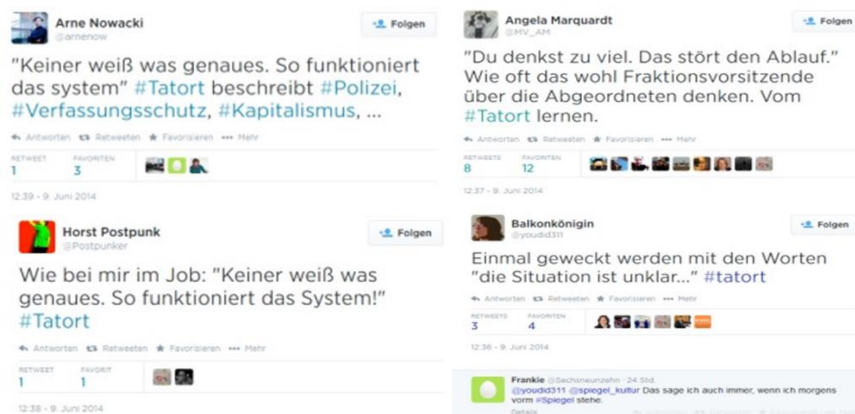 Arne Nowacki
@arnenow
Folgen
"Keiner weiß was genaues. So funktioniert
das system" #Tatort beschreibt #Polizei,
#Verfassungsschutz, #Kapitalismus, ...
Antworten Retweeten Favorisieren Mehr
RETWEET FAVORITEN
1 3
12:39 - 9. Juni 2014
Horst Postpunk
@Postpunker
Folgen
Wie bei mir im Job: "Keiner weiß was
genaues. So funktioniert das System!"
#Tatort
Antworten Retweeten Favorisieren Mehr
RETWEET FAVORIT
1 1
12:38 - 9. Juni 2014
Angela Marquardt
@MV_AM
Folgen
"Du denkst zu viel. Das stört den Ablauf."
Wie oft das wohl Fraktionsvorsitzende
über die Abgeordneten denken. Vom
#Tatort lernen.
Antworten Retweeten Favorisieren Mehr
RETWEETS FAVORITEN
8 12
12:37 - 9. Juni 2014
Balkonkönigin
@youdid311
Folgen
Einmal geweckt werden mit den Worten
"die Situation ist unklar..." #tatort
Antworten Retweeten Favorisieren Mehr
RETWEETS FAVORITEN
3 4
12:36 - 9. Juni 2014
Frankie @Sechsneunzehn · 24 Std.
@youdid311 @spiegel_kultur Das sage ich auch immer, wenn ich morgens
vorm #Spiegel stehe.
Details